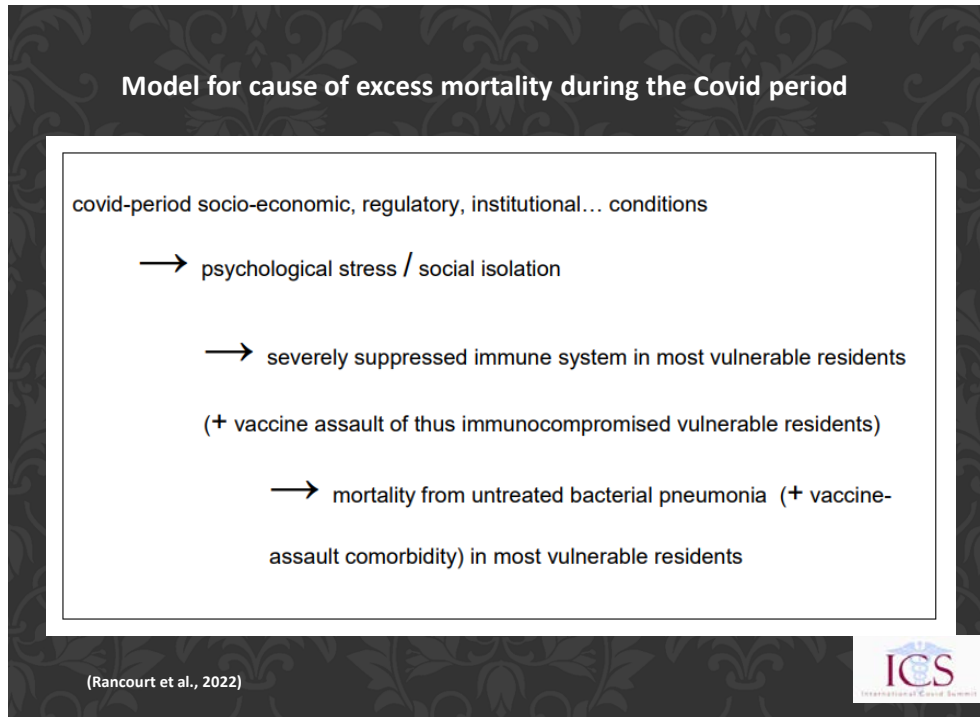 Model for cause of excess mortality during the Covid period
covid-period socio-economic, regulatory, institutional… conditions
→ psychological stress / social isolation
→ severely suppressed immune system in most vulnerable residents
(+ vaccine assault of thus immunocompromised vulnerable residents)
→ mortality from untreated bacterial pneumonia (+ vaccine-
assault comorbidity) in most vulnerable residents
(Rancourt et al., 2022)
ICS
International Covid Summit